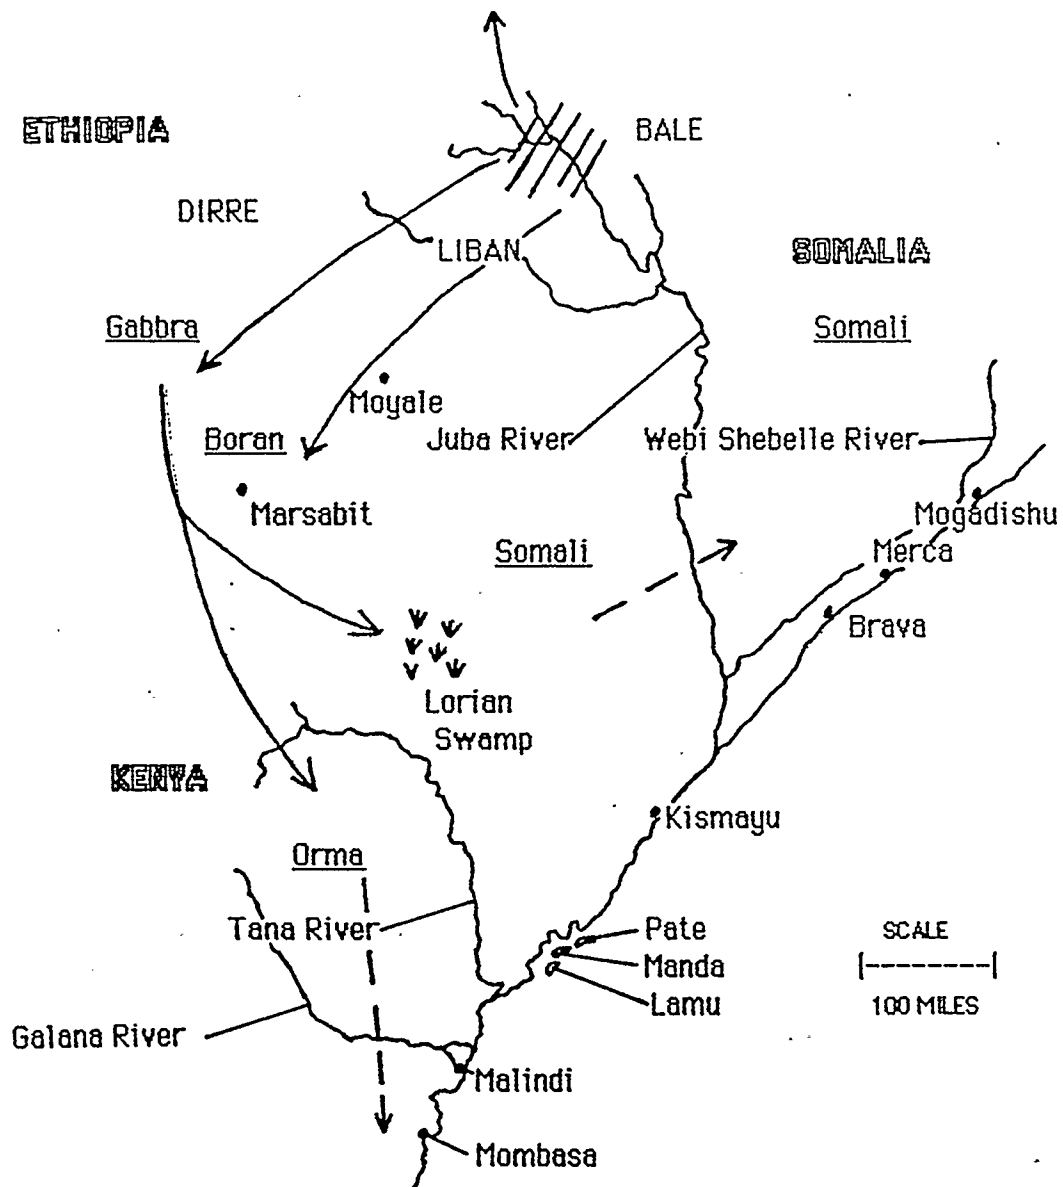 ETHIOPIA
BALE
DIRRE
LIBAN
SOMALIA
Gabbra
Somali
Moyale
Boran
Juba River
Webi Shebelle River
Marsabit
Mogadishu
Somali
Merca
Brava
Lorian
Swamp
KENYA
Kismayu
Orma
Tana River
Pate
SCALE
Manda
Lamu
100 MILES
Galana River
Malindi
Mombasa